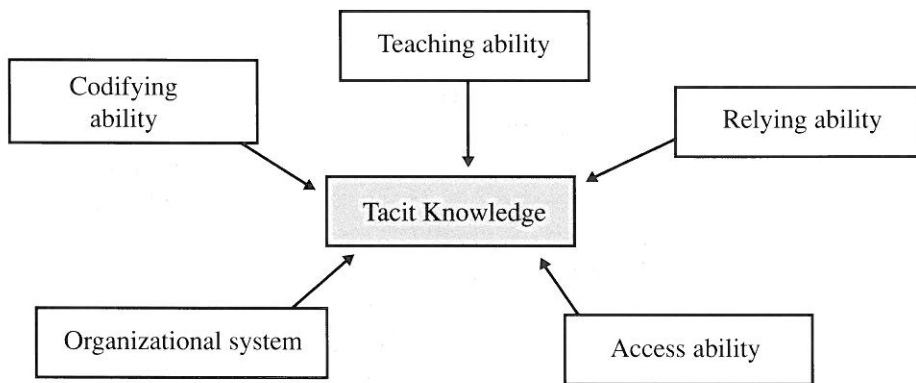 Teaching ability
Codifying
ability
Relying ability
Tacit Knowledge
Organizational system
Access ability